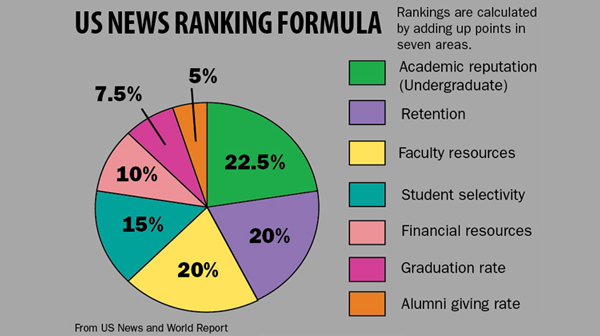 US NEWS RANKING FORMULA
Rankings are calculated
by adding up points in
seven areas.
5%
7.5%
22.5%
10%
15%
20%
20%
Academic reputation
(Undergraduate)
Retention
Faculty resources
Student selectivity
Financial resources
Graduation rate
Alumni giving rate
From US News and World Report